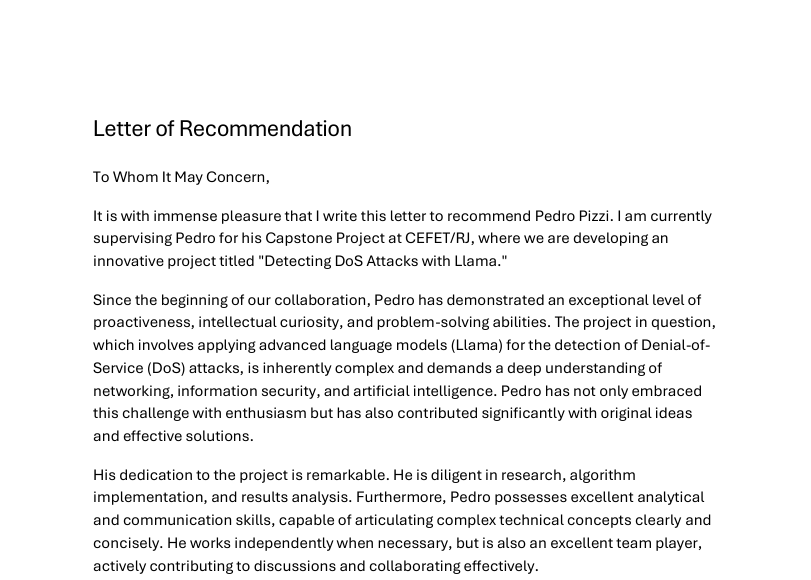 Letter of Recommendation
To Whom It May Concern,
It is with immense pleasure that I write this letter to recommend Pedro Pizzi. I am currently
supervising Pedro for his Capstone Project at CEFET/RJ, where we are developing an
innovative project titled "Detecting DoS Attacks with Llama."
Since the beginning of our collaboration, Pedro has demonstrated an exceptional level of
proactiveness, intellectual curiosity, and problem-solving abilities. The project in question,
which involves applying advanced language models (Llama) for the detection of Denial-of-
Service (DoS) attacks, is inherently complex and demands a deep understanding of
networking, information security, and artificial intelligence. Pedro has not only embraced
this challenge with enthusiasm but has also contributed significantly with original ideas
and effective solutions.
His dedication to the project is remarkable. He is diligent in research, algorithm
implementation, and results analysis. Furthermore, Pedro possesses excellent analytical
and communication skills, capable of articulating complex technical concepts clearly and
concisely. He works independently when necessary, but is also an excellent team player,
actively contributing to discussions and collaborating effectively.